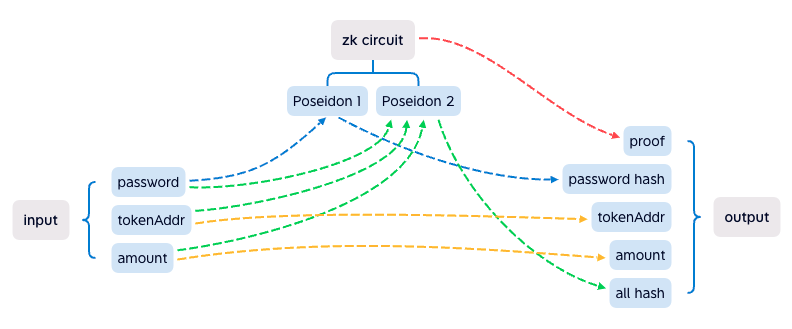 zk circuit
Poseidon 1
Poseidon 2
input
password
tokenAddr
amount
proof
password hash
tokenAddr
amount
all hash
output